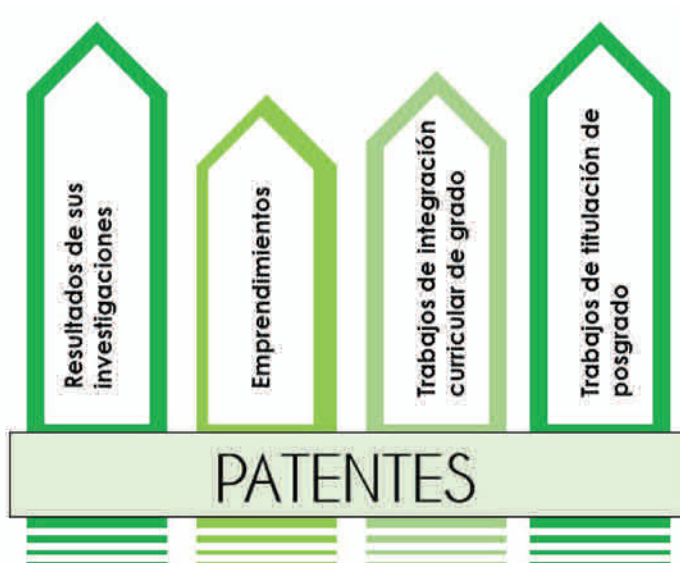 Resultados de sus
investigaciones
Emprendimientos
Trabajos de integración
curricular de grado
Trabajos de titulación de
posgrado
PATENTES